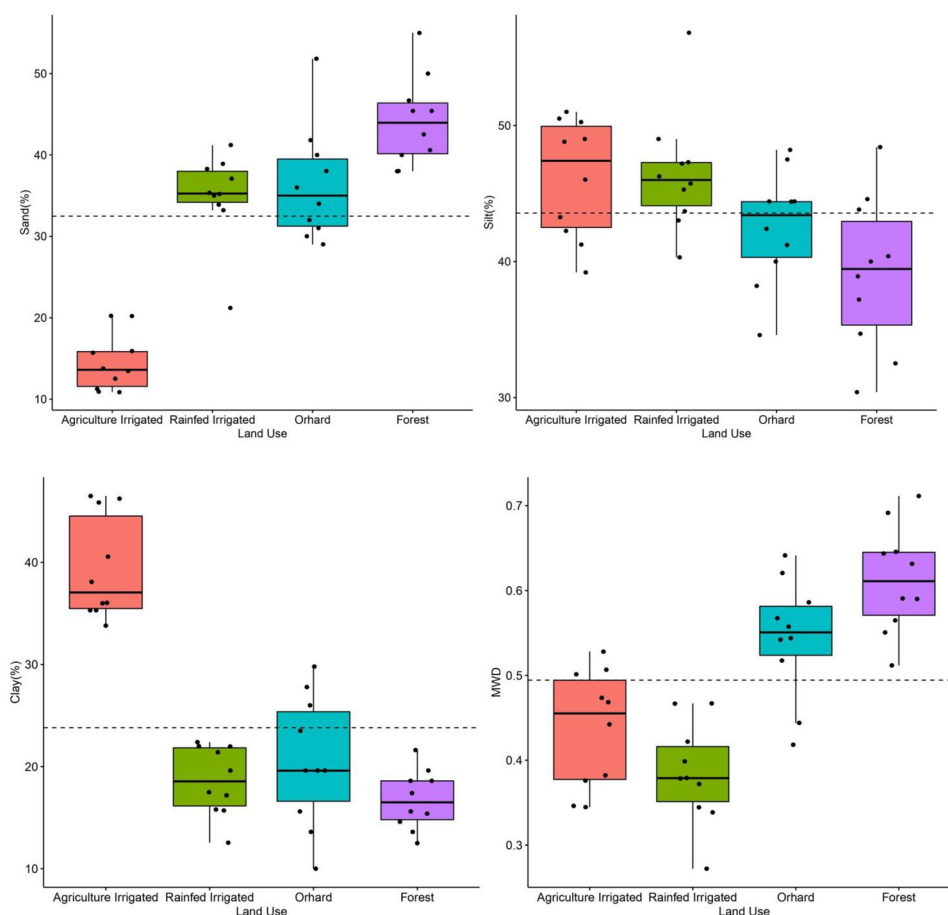 Sand(%)
50
40
30
20
10
Agriculture Irrigated Rainfed Irrigated Orhard Forest
Land Use
Silt(%)
50
40
30
Agriculture Irrigated Rainfed Irrigated Orhard Forest
Land Use
Clay(%)
40
30
20
10
Agriculture Irrigated Rainfed Irrigated Orhard Forest
Land Use
MWD
0.7
0.6
0.5
0.4
0.3
Agriculture Irrigated Rainfed Irrigated Orhard Forest
Land Use